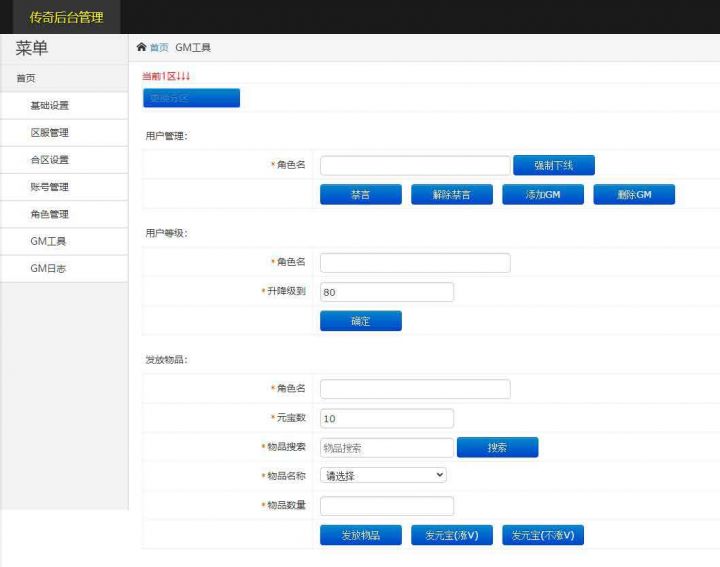 传奇后台管理
菜单
首页
基础设置
区服管理
合区设置
账号管理
角色管理
GM工具
GM日志
首页 GM工具
当前1区↓↓↓
更换分区
用户管理:
*角色名 强制下线
禁言 解除禁言 添加GM 删除GM
用户等级:
*角色名
*升降级到 80
确定
发放物品:
*角色名
*元宝数 10
*物品搜索 物品搜索 搜索
*物品名称 请选择
*物品数量
发放物品 发元宝(涨V) 发元宝(不涨V)